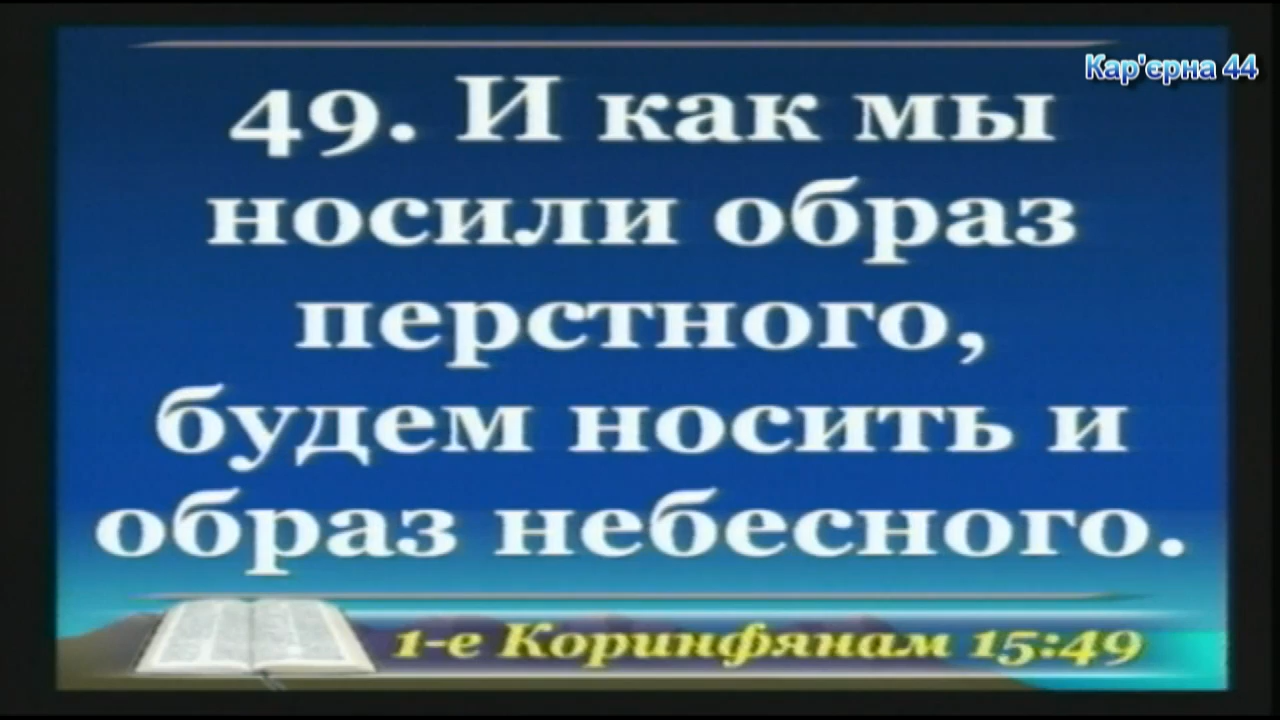 Кар'єрна 44
49. И как мы
носили образ
перстного,
будем носить и
образ небесного.
1-е Коринфянам 15:49